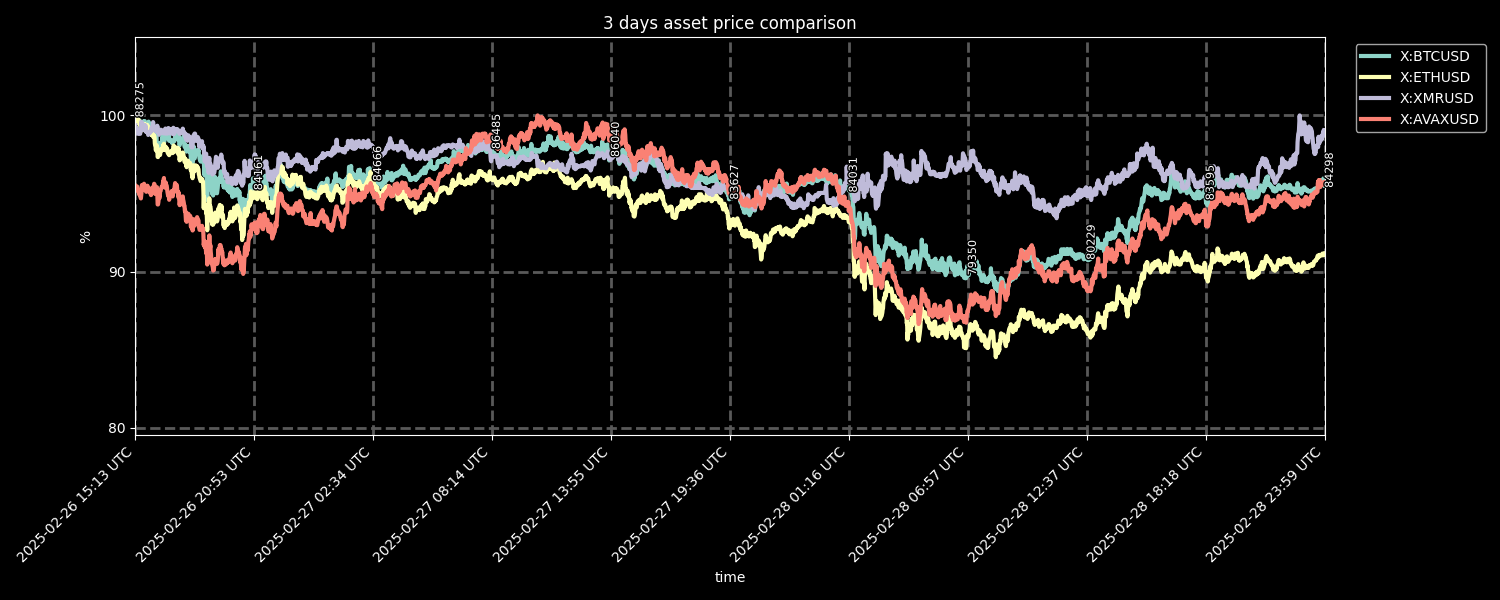 3 days asset price comparison
X:BTCUSD
X:ETHUSD
X:XMRUSD
X:AVAXUSD
100
90
80
%
88275
84161
84666
86485
86040
83627
84031
79350
80229
83595
84298
2025-02-26 15:13 UTC
2025-02-26 20:53 UTC
2025-02-27 02:34 UTC
2025-02-27 08:14 UTC
2025-02-27 13:55 UTC
2025-02-27 19:36 UTC
2025-02-28 01:16 UTC
2025-02-28 06:57 UTC
2025-02-28 12:37 UTC
2025-02-28 18:18 UTC
2025-02-28 23:59 UTC
time